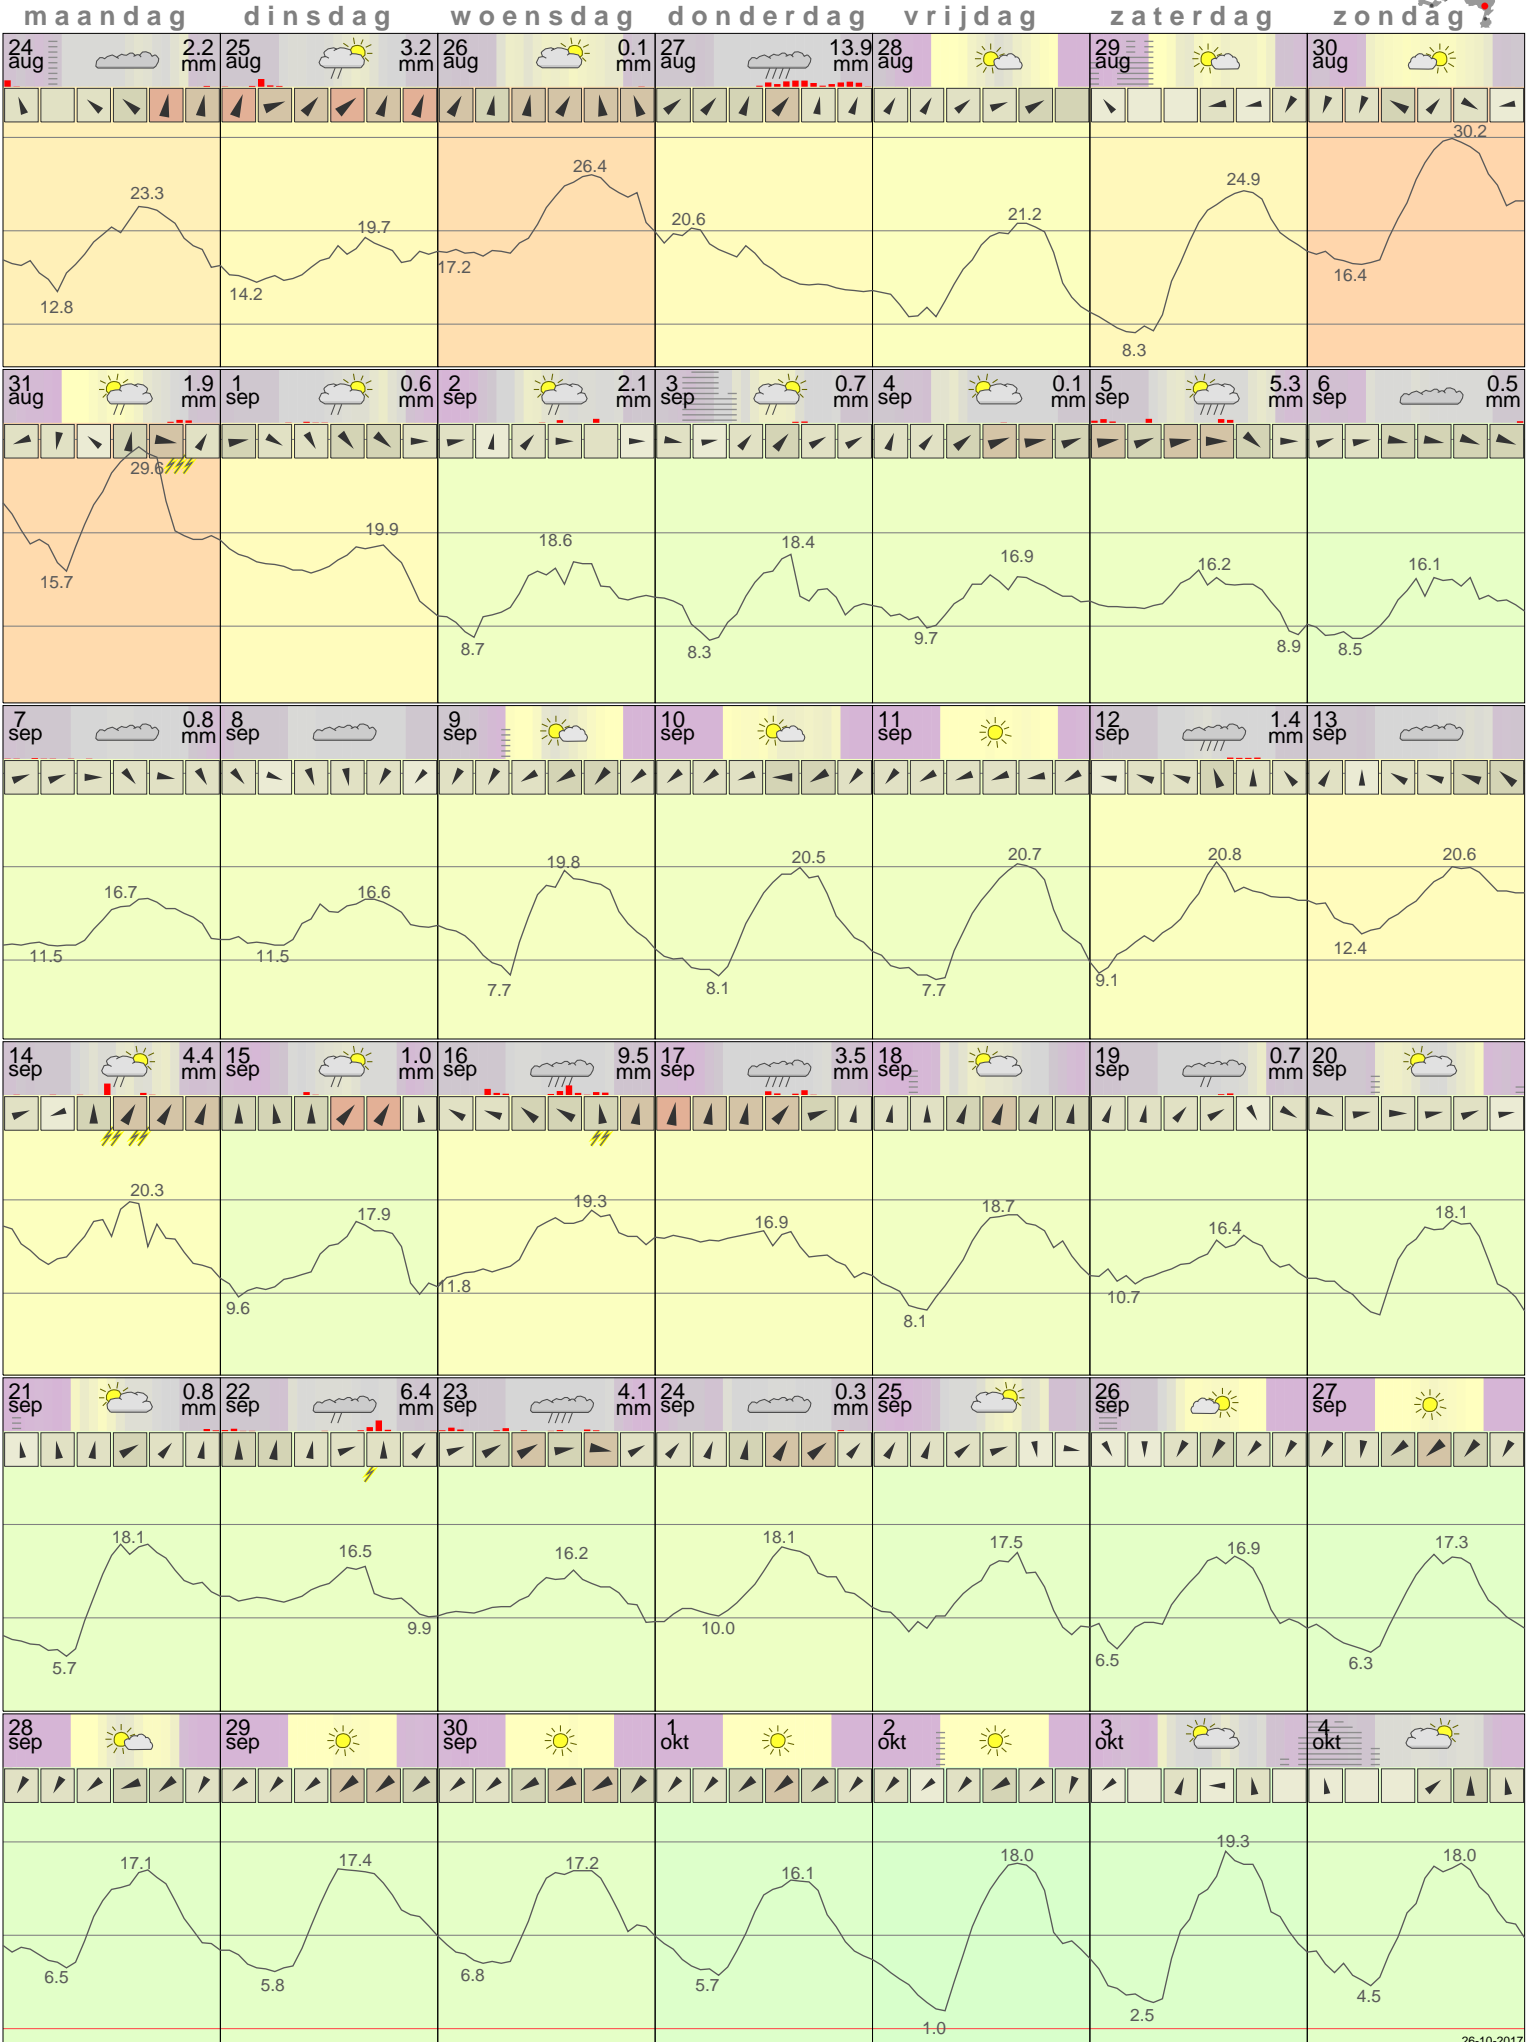 maandag dinsdag woensdag donderdag vrijdag zaterdag zondag
24 aug 2.2 mm 25 aug 3.2 mm 26 aug 0.1 mm 27 aug 13.9 mm 28 aug 29 aug 30 aug
23.3 12.8 19.7 14.2 26.4 17.2 20.6 21.2 24.9 8.3 30.2 16.4
31 aug 1.9 mm 1 sep 0.6 mm 2 sep 2.1 mm 3 sep 0.7 mm 4 sep 0.1 mm 5 sep 5.3 mm 6 sep 0.5 mm
29.6 15.7 19.9 18.6 8.7 18.4 8.3 16.9 9.7 16.2 8.9 16.1 8.5
7 sep 0.8 mm 8 sep 9 sep 10 sep 11 sep 12 sep 1.4 mm 13 sep
16.7 11.5 16.6 11.5 19.8 7.7 20.5 8.1 20.7 7.7 20.8 9.1 20.6 12.4
14 sep 4.4 mm 15 sep 1.0 mm 16 sep 9.5 mm 17 sep 3.5 mm 18 sep 19 sep 0.7 mm 20 sep
20.3 17.9 9.6 19.3 11.8 16.9 18.7 8.1 16.4 10.7 18.1
21 sep 0.8 mm 22 sep 6.4 mm 23 sep 4.1 mm 24 sep 0.3 mm 25 sep 26 sep 27 sep
18.1 5.7 16.5 9.9 16.2 18.1 10.0 17.5 16.9 6.5 17.3 6.3
28 sep 29 sep 30 sep 1 okt 2 okt 3 okt 4 okt
17.1 6.5 17.4 5.8 17.2 6.8 16.1 5.7 18.0 1.0 19.3 2.5 18.0 4.5
26-10-2017